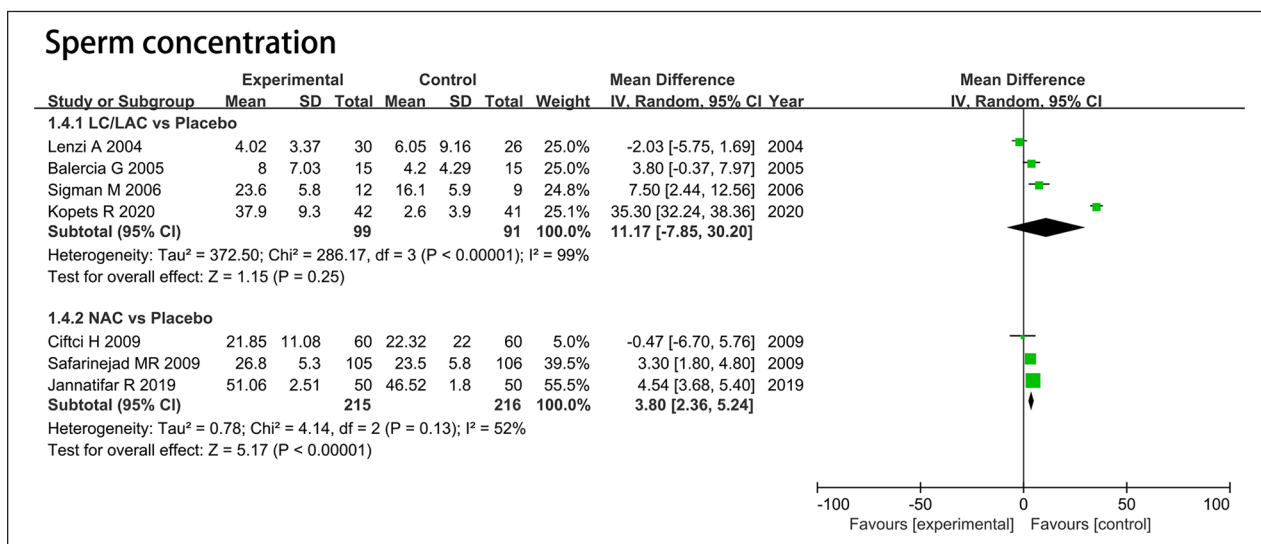 Sperm concentration
Experimental Control Mean Difference Mean Difference
Study or Subgroup Mean SD Total Mean SD Total Weight IV, Random, 95% CI Year IV, Random, 95% CI
1.4.1 LC/LAC vs Placebo
Lenzi A 2004 4.02 3.37 30 6.05 9.16 26 25.0% -2.03 [-5.75, 1.69] 2004
Balercia G 2005 8 7.03 15 4.2 4.29 15 25.0% 3.80 [-0.37, 7.97] 2005
Sigman M 2006 23.6 5.8 12 16.1 5.9 9 24.8% 7.50 [2.44, 12.56] 2006
Kopets R 2020 37.9 9.3 42 2.6 3.9 41 25.1% 35.30 [32.24, 38.36] 2020
Subtotal (95% CI) 99 91 100.0% 11.17 [-7.85, 30.20]
Heterogeneity: Tau² = 372.50; Chi² = 286.17, df = 3 (P < 0.00001); I² = 99%
Test for overall effect: Z = 1.15 (P = 0.25)
1.4.2 NAC vs Placebo
Ciftci H 2009 21.85 11.08 60 22.32 22 60 5.0% -0.47 [-6.70, 5.76] 2009
Safarinejad MR 2009 26.8 5.3 105 23.5 5.8 106 39.5% 3.30 [1.80, 4.80] 2009
Jannatifar R 2019 51.06 2.51 50 46.52 1.8 50 55.5% 4.54 [3.68, 5.40] 2019
Subtotal (95% CI) 215 216 100.0% 3.80 [2.36, 5.24]
Heterogeneity: Tau² = 0.78; Chi² = 4.14, df = 2 (P = 0.13); I² = 52%
Test for overall effect: Z = 5.17 (P < 0.00001)
-100 -50 0 50 100
Favours [experimental] Favours [control]